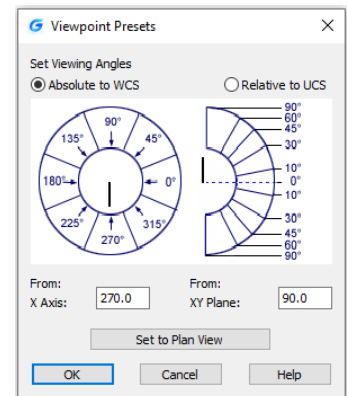 Viewpoint Presets
Set Viewing Angles
Absolute to WCS
Relative to UCS
90°
135°
45°
180°
0°
225°
315°
270°
90°
60°
45°
30°
10°
0°
10°
30°
45°
60°
90°
From:
X Axis:
270.0
From:
XY Plane:
90.0
Set to Plan View
OK
Cancel
Help